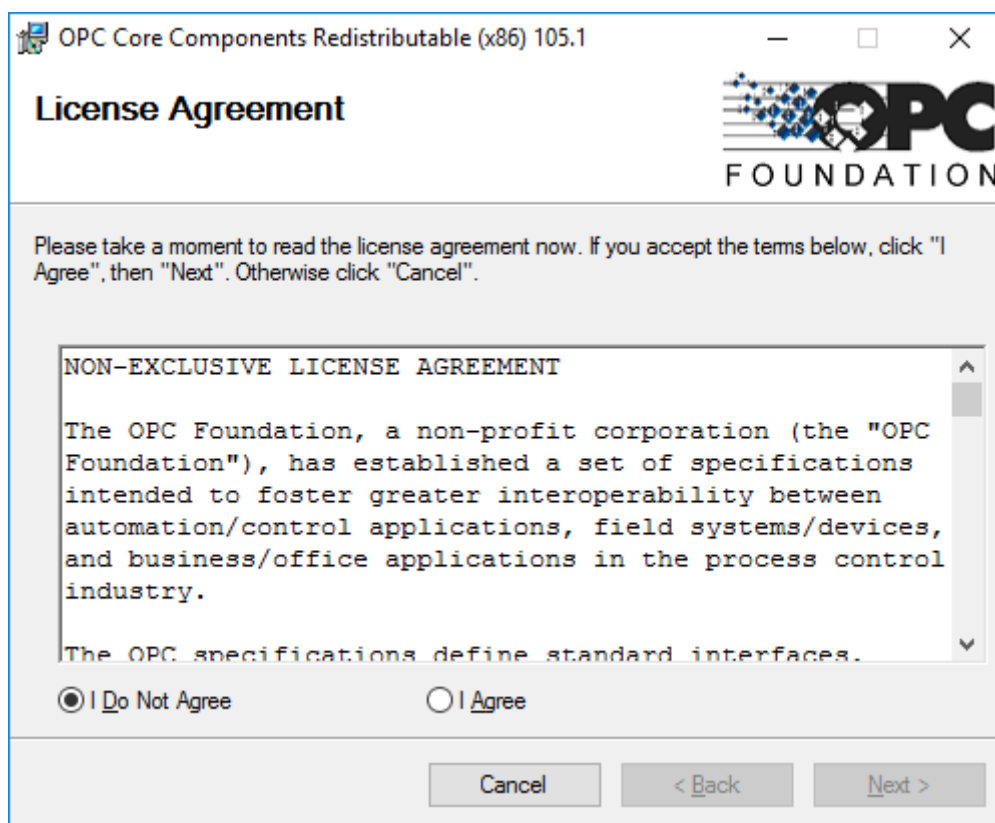 OPC Core Components Redistributable (x86) 105.1
License Agreement
OPC
FOUNDATION
Please take a moment to read the license agreement now. If you accept the terms below, click "I
Agree", then "Next". Otherwise click "Cancel".
NON-EXCLUSIVE LICENSE AGREEMENT
The OPC Foundation, a non-profit corporation (the "OPC
Foundation"), has established a set of specifications
intended to foster greater interoperability between
automation/control applications, field systems/devices,
and business/office applications in the process control
industry.
The OPC specifications define standard interfaces,
I Do Not Agree
I Agree
Cancel
< Back
Next >